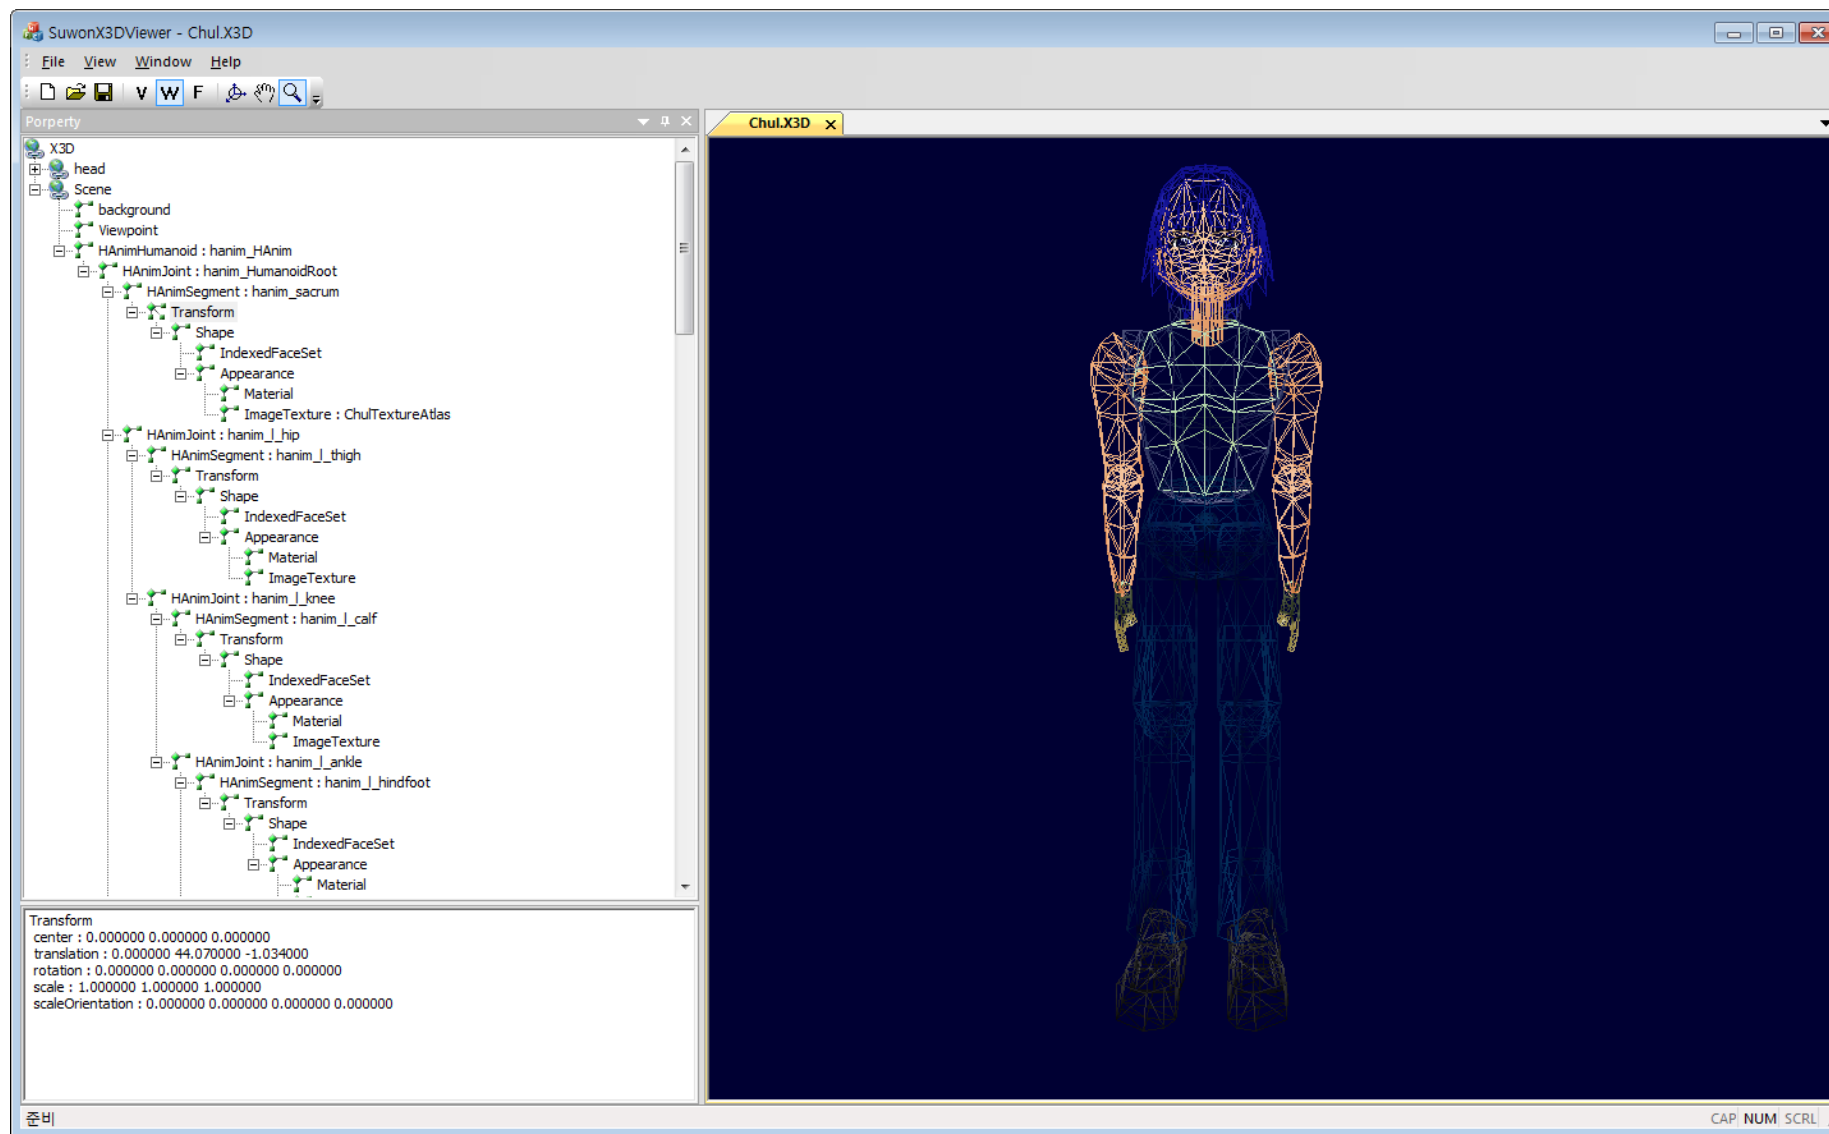 SuwonX3DViewer - Chul.X3D
File View Window Help
V W F
Porperty
Chul.X3D
X3D
head
Scene
background
Viewpoint
HAnimHumanoid : hanim_HAnim
HAnimJoint : hanim_HumanoidRoot
HAnimSegment : hanim_sacrum
Transform
Shape
IndexedFaceSet
Appearance
Material
ImageTexture : ChulTextureAtlas
HAnimJoint : hanim_l_hip
HAnimSegment : hanim_l_thigh
Transform
Shape
IndexedFaceSet
Appearance
Material
ImageTexture
HAnimJoint : hanim_l_knee
HAnimSegment : hanim_l_calf
Transform
Shape
IndexedFaceSet
Appearance
Material
ImageTexture
HAnimJoint : hanim_l_ankle
HAnimSegment : hanim_l_hindfoot
Transform
Shape
IndexedFaceSet
Appearance
Material
Transform
center : 0.000000 0.000000 0.000000
translation : 0.000000 44.070000 -1.034000
rotation : 0.000000 0.000000 0.000000 0.000000
scale : 1.000000 1.000000 1.000000
scaleOrientation : 0.000000 0.000000 0.000000 0.000000
준비
CAP NUM SCRL